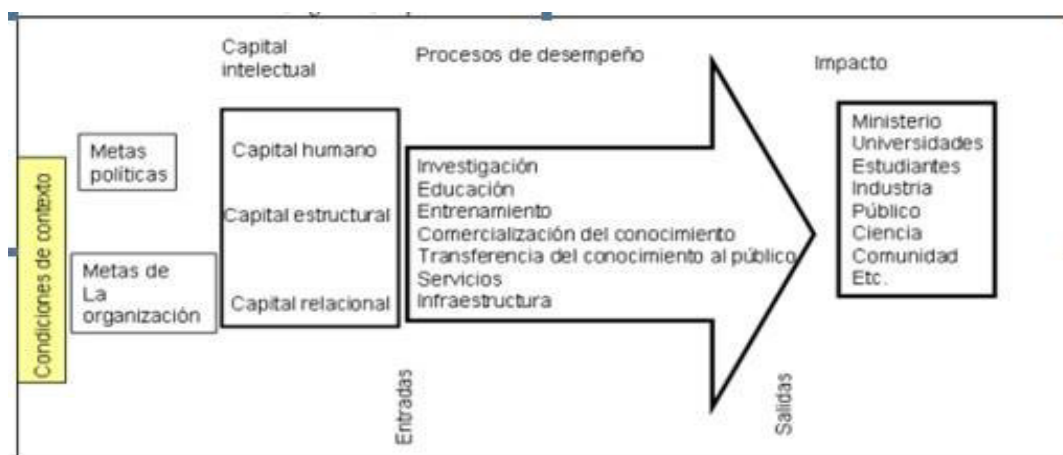 Capital
intelectual
Procesos de desempeño
Impacto
Condiciones de contexto
Metas
políticas
Metas de
La
organización
Capital humano
Capital estructural
Capital relacional
Investigación
Educación
Entrenamiento
Comercialización del conocimiento
Transferencia del conocimiento al público
Servicios
Infraestructura
Ministerio
Universidades
Estudiantes
Industria
Público
Ciencia
Comunidad
Etc.
Entradas
Salidas